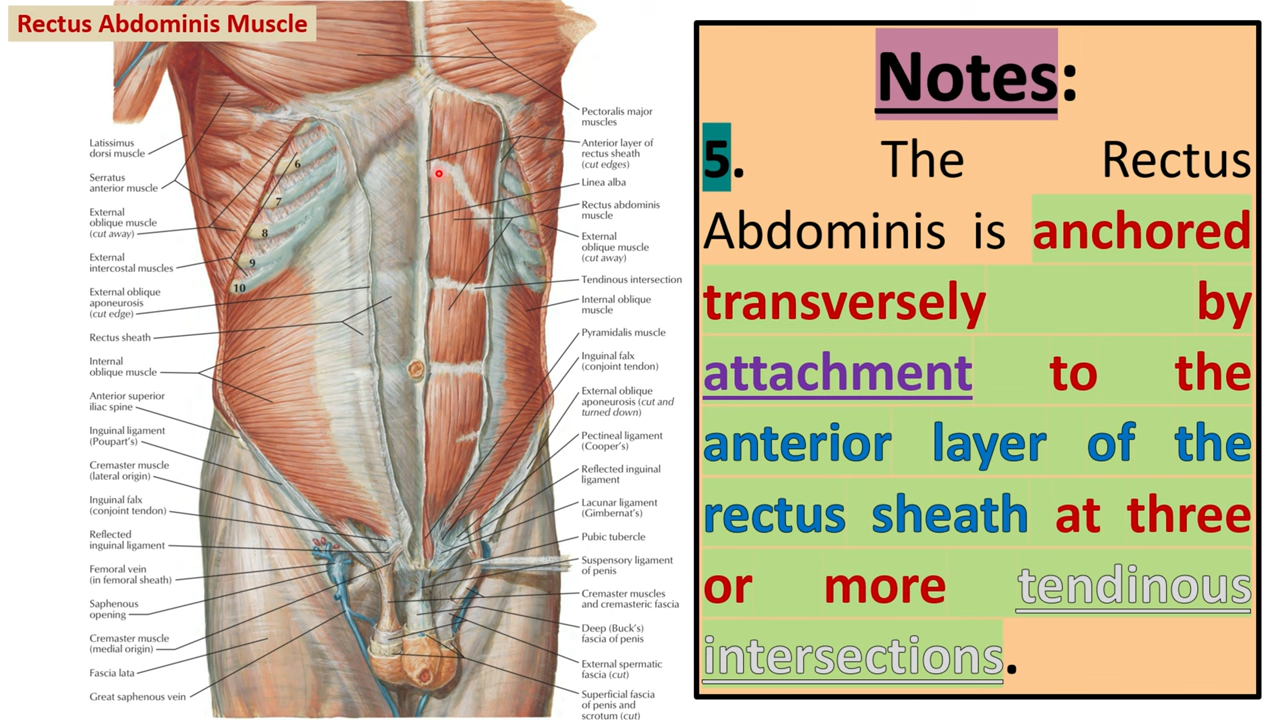 Rectus Abdominis Muscle
Latissimus
dorsi muscle
Serratus
anterior muscle
External
oblique muscle
(cut away)
External
intercostal muscles
External oblique
aponeurosis
(cut edge)
Rectus sheath
Internal
oblique muscle
Anterior superior
iliac spine
Inguinal ligament
(Poupart's)
Cremaster muscle
(lateral origin)
Inguinal falx
(conjoint tendon)
Reflected
inguinal ligament
Femoral vein
(in femoral sheath)
Saphenous
opening
Cremaster muscle
(medial origin)
Fascia lata
Great saphenous vein
6
7
8
9
10
Pectoralis major
muscles
Anterior layer of
rectus sheath
(cut edges)
Linea alba
Rectus abdominis
muscle
External
oblique muscle
(cut away)
Tendinous intersection
Internal oblique
muscle
Pyramidalis muscle
Inguinal falx
(conjoint tendon)
External oblique
aponeurosis (cut and
turned down)
Pectineal ligament
(Cooper's)
Reflected inguinal
ligament
Lacunar ligament
(Gimbernat's)
Pubic tubercle
Suspensory ligament
of penis
Cremaster muscles
and cremasteric fascia
Deep (Buck's)
fascia of penis
External spermatic
fascia (cut)
Superficial fascia
of penis and
scrotum (cut)
Notes:
5. The Rectus
Abdominis is anchored
transversely by
attachment to the
anterior layer of the
rectus sheath at three
or more tendinous
intersections.